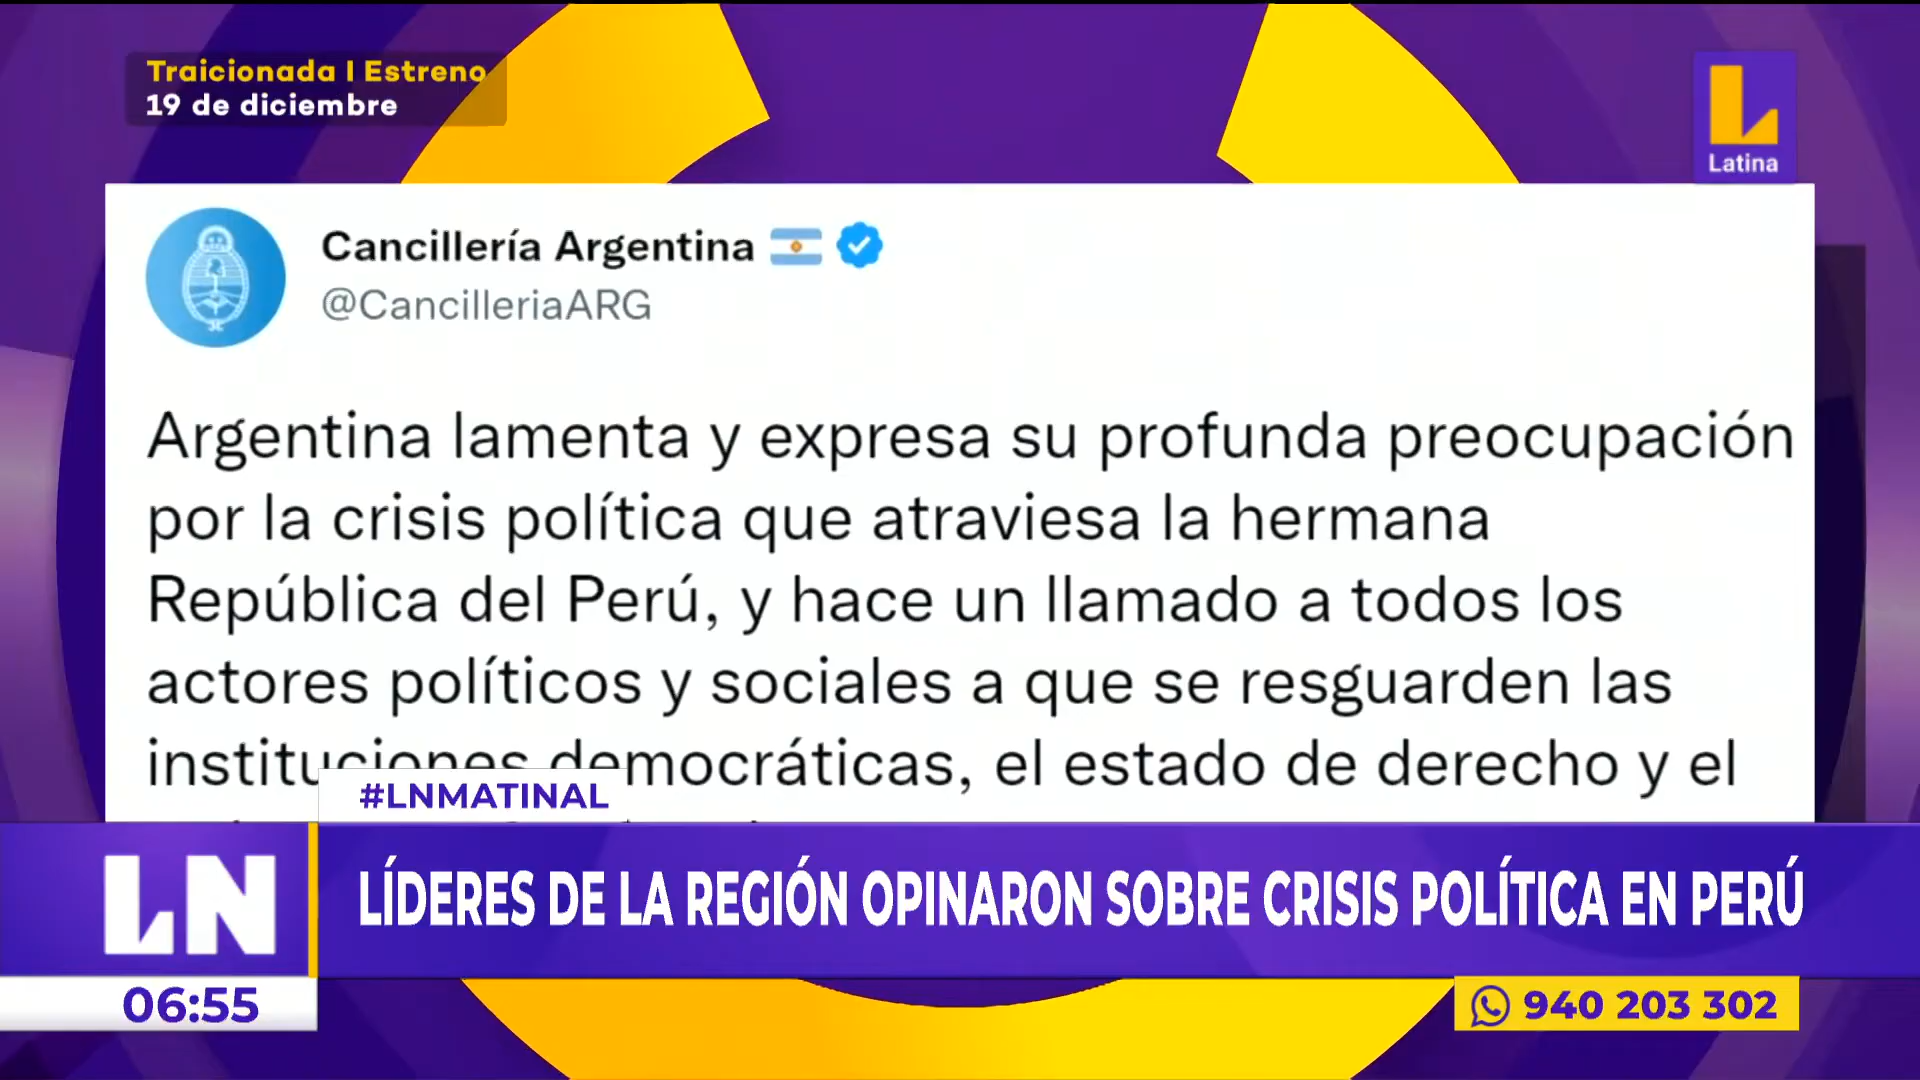 Traicionada | Estreno
19 de diciembre
Latina
Cancillería Argentina
@CancilleriaARG
Argentina lamenta y expresa su profunda preocupación
por la crisis política que atraviesa la hermana
República del Perú, y hace un llamado a todos los
actores políticos y sociales a que se resguarden las
instituciones democráticas, el estado de derecho y el
#LNMATINAL
LN
LÍDERES DE LA REGIÓN OPINARON SOBRE CRISIS POLÍTICA EN PERÚ
06:55
940 203 302